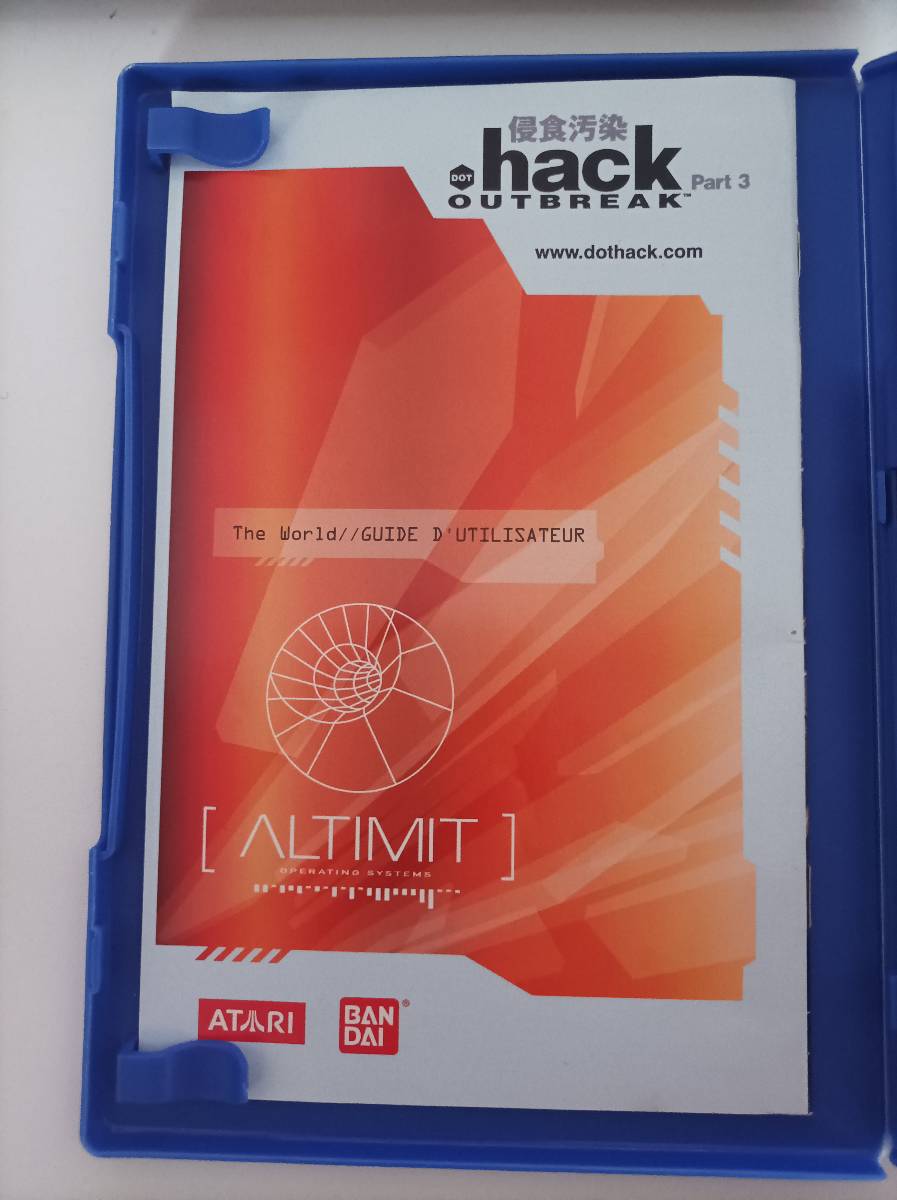 侵食汚染
DOT .hack Part 3
OUTBREAK™
www.dothack.com
The World//GUIDE D'UTILISATEUR
[ ALTIMIT ]
OPERATING SYSTEMS
ATARI
BAN
DAI®